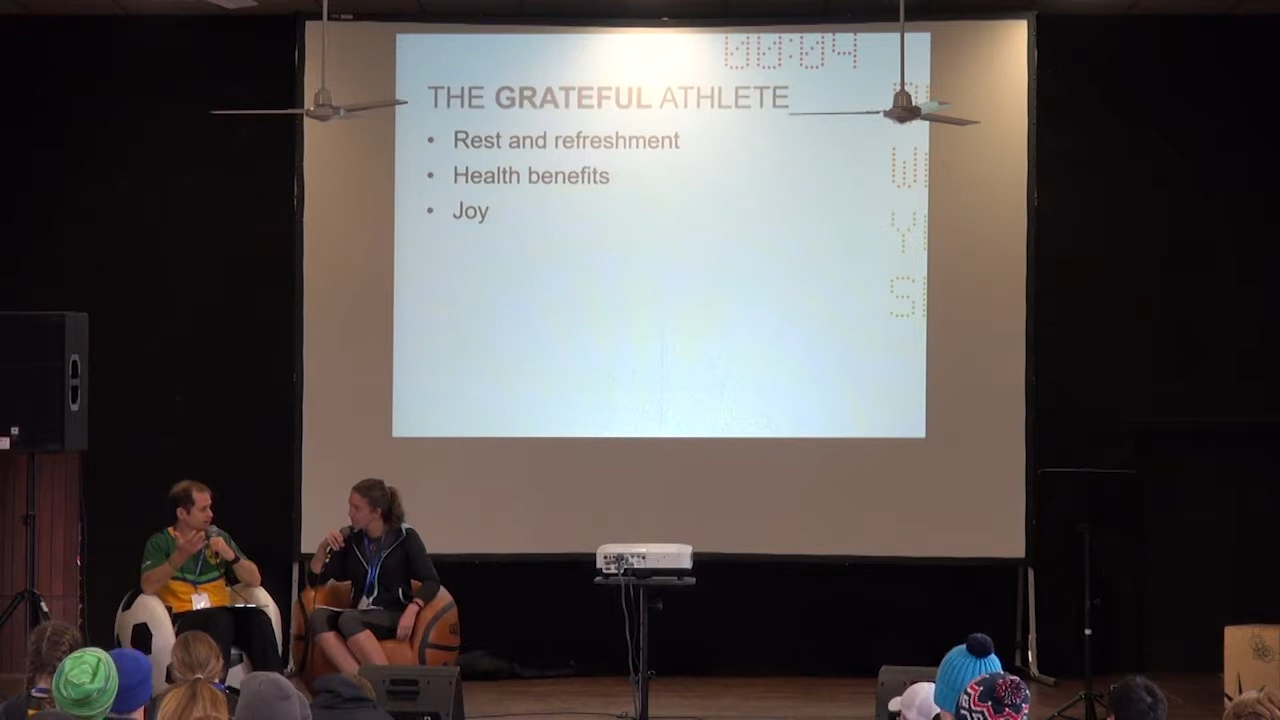 00:04
THE GRATEFUL ATHLETE
• Rest and refreshment
• Health benefits
• Joy
W
Y
S